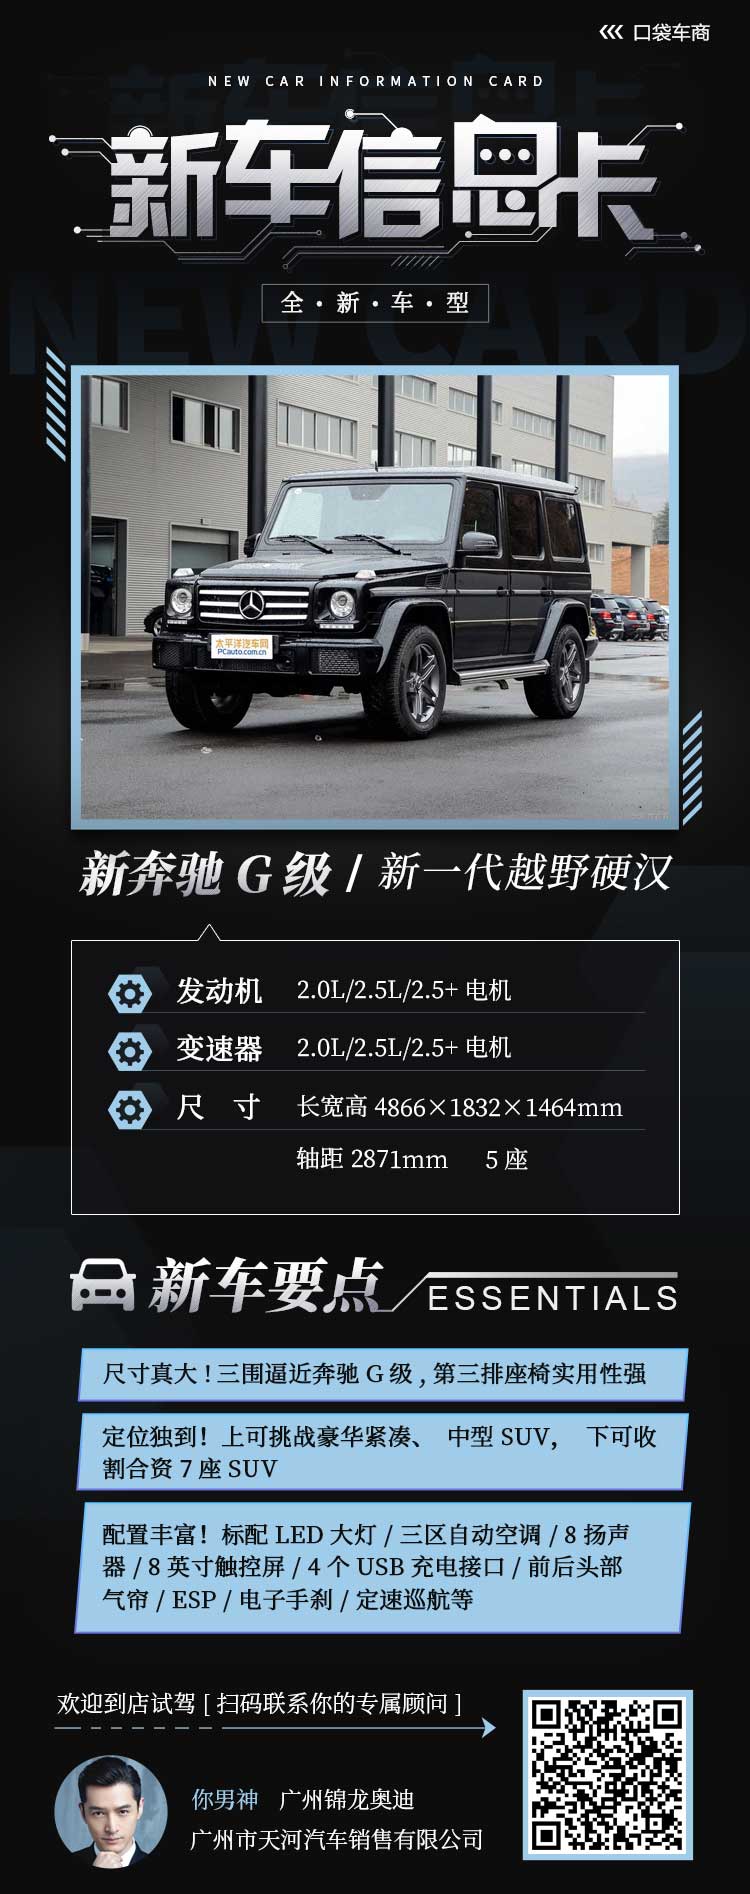 口袋车商
NEW CAR INFORMATION CARD
新车信息卡
全·新·车·型
NEW CARD
太平洋汽车网
PCauto.com.cn
新奔驰 G 级 / 新一代越野硬汉
发动机 2.0L/2.5L/2.5+ 电机
变速器 2.0L/2.5L/2.5+ 电机
尺 寸 长宽高 4866×1832×1464mm
轴距 2871mm 5 座
新车要点 ESSENTIALS
尺寸真大 ! 三围逼近奔驰 G 级 , 第三排座椅实用性强
定位独到！上可挑战豪华紧凑、 中型 SUV， 下可收
割合资 7 座 SUV
配置丰富！标配 LED 大灯 / 三区自动空调 / 8 扬声
器 / 8 英寸触控屏 / 4 个 USB 充电接口 / 前后头部
气帘 / ESP / 电子手刹 / 定速巡航等
欢迎到店试驾 [ 扫码联系你的专属顾问 ]
你男神 广州锦龙奥迪
广州市天河汽车销售有限公司